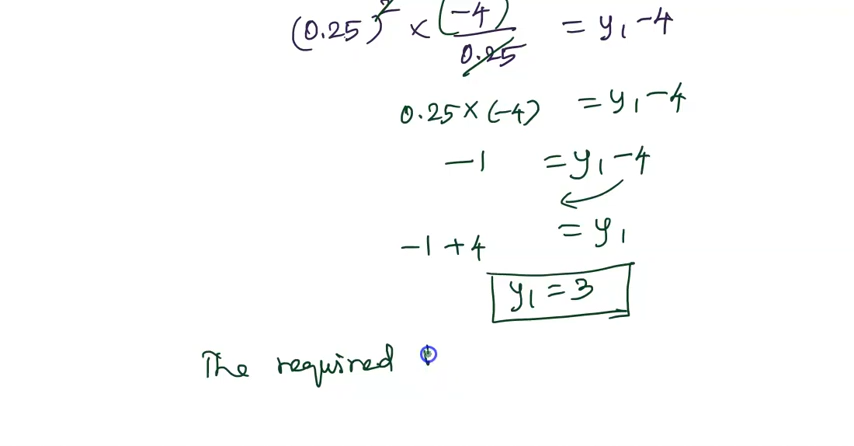 (0.25)² × (-4)/0.25 = y₁ -4
0.25 × (-4) = y₁ -4
-1 = y₁ -4
-1 + 4 = y₁
y₁ = 3
The required